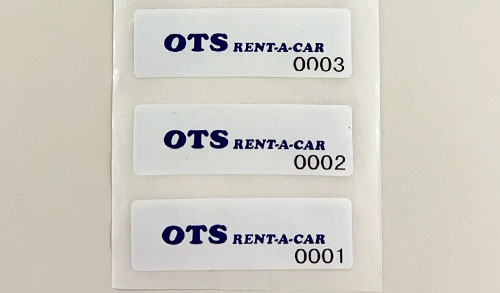 OTS RENT-A-CAR
0003
OTS RENT-A-CAR
0002
OTS RENT-A-CAR
0001